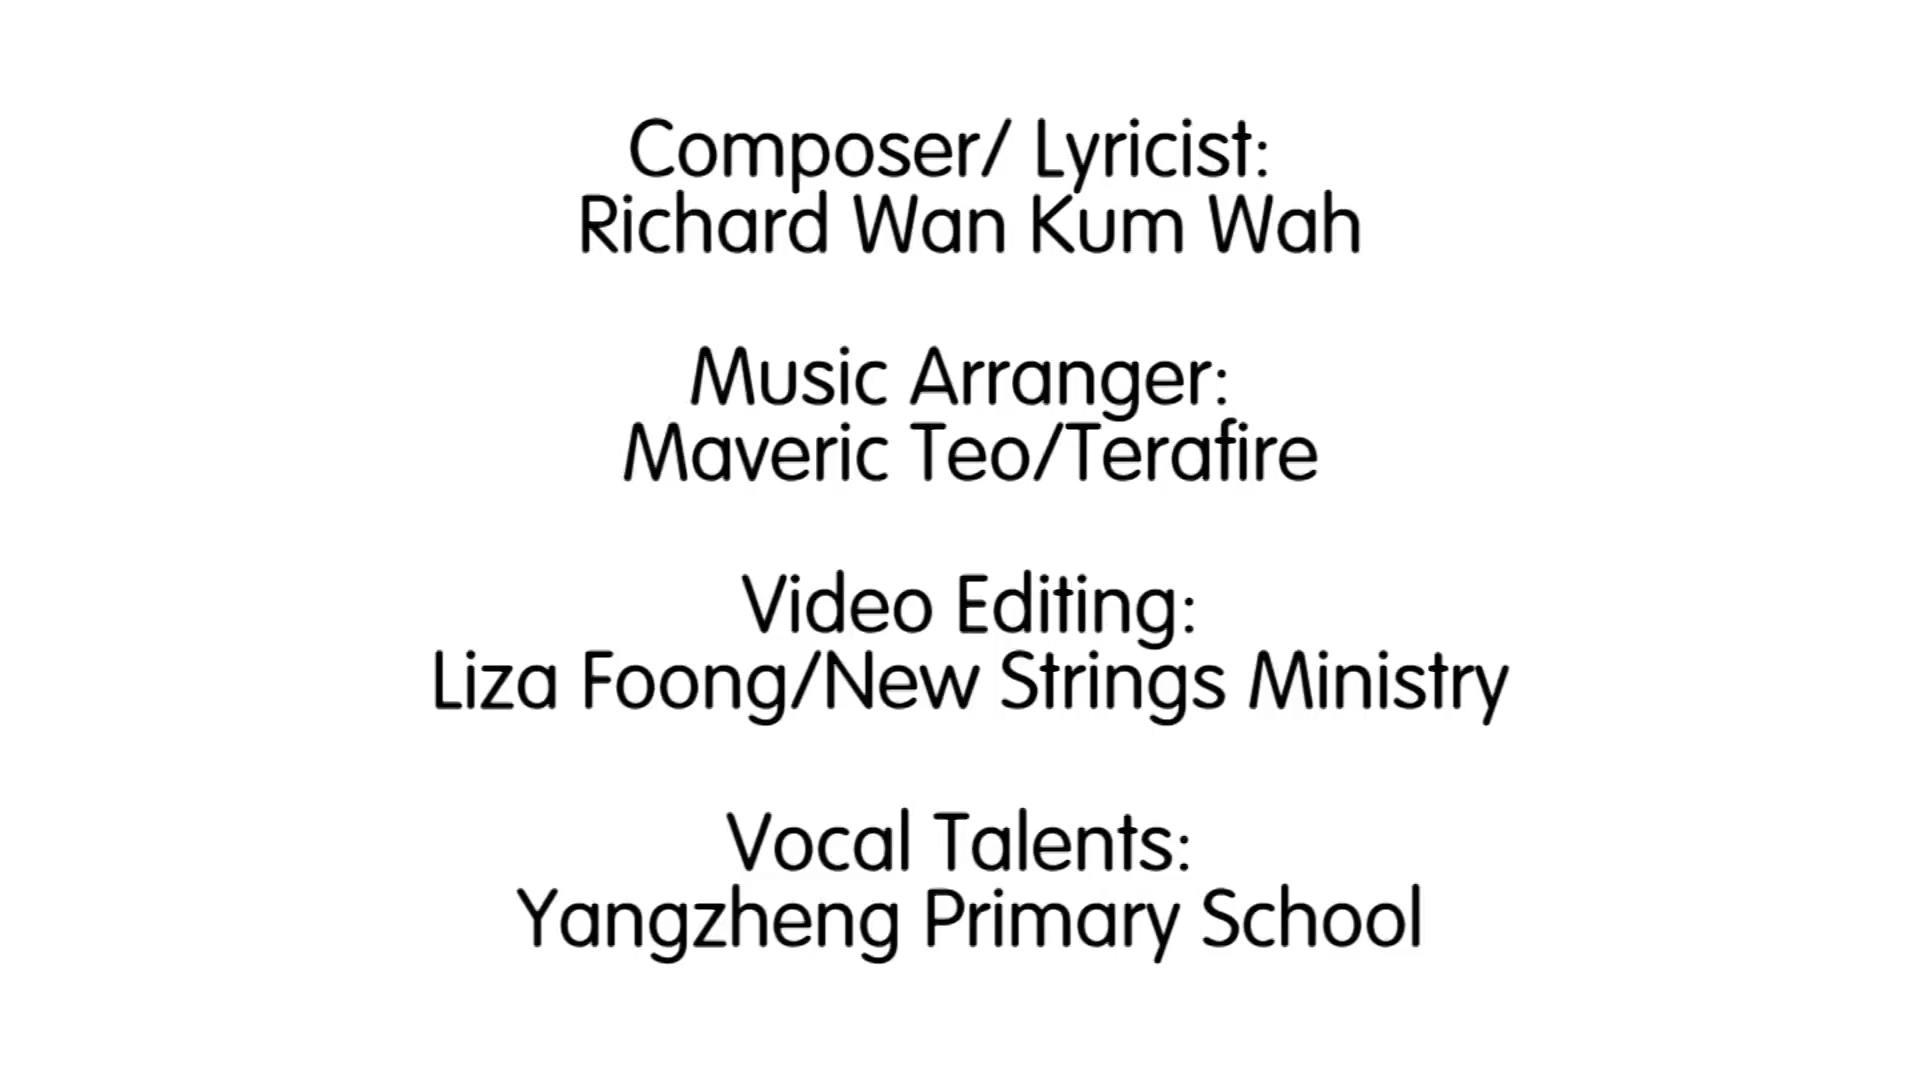 Composer/ Lyricist:
Richard Wan Kum Wah
Music Arranger:
Maveric Teo/Terafire
Video Editing:
Liza Foong/New Strings Ministry
Vocal Talents:
Yangzheng Primary School